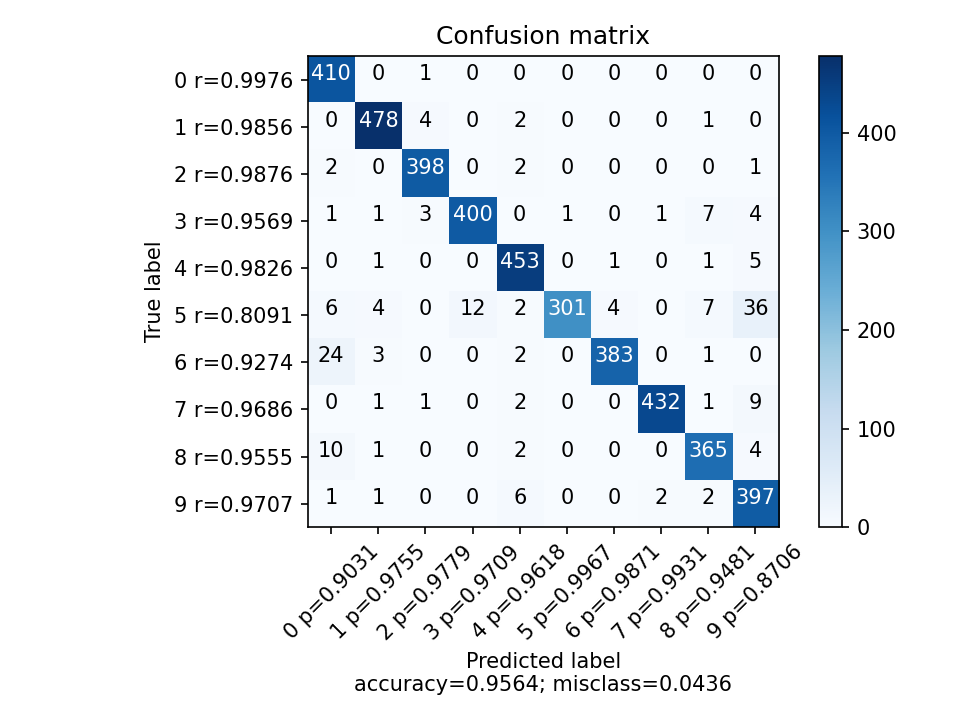 Confusion matrix
0 r=0.9976 410 0 1 0 0 0 0 0 0 0
1 r=0.9856 0 478 4 0 2 0 0 0 1 0
2 r=0.9876 2 0 398 0 2 0 0 0 0 1
3 r=0.9569 1 1 3 400 0 1 0 1 7 4
4 r=0.9826 0 1 0 0 453 0 1 0 1 5
5 r=0.8091 6 4 0 12 2 301 4 0 7 36
6 r=0.9274 24 3 0 0 2 0 383 0 1 0
7 r=0.9686 0 1 1 0 2 0 0 432 1 9
8 r=0.9555 10 1 0 0 2 0 0 0 365 4
9 r=0.9707 1 1 0 0 6 0 0 2 2 397
True label
0 p=0.9031
1 p=0.9755
2 p=0.9779
3 p=0.9709
4 p=0.9618
5 p=0.9967
6 p=0.9871
7 p=0.9931
8 p=0.9481
9 p=0.8706
Predicted label
accuracy=0.9564; misclass=0.0436
400
300
200
100
0